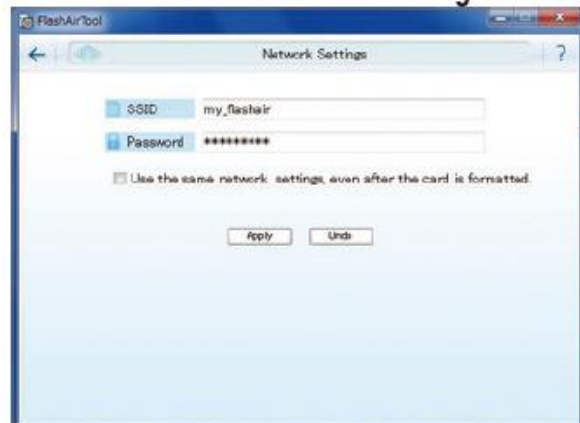 FlashAirTool
Network Settings
?
SSID
my_flashair
Password
*********
Use the same network settings, even after the card is formatted.
Apply
Undo